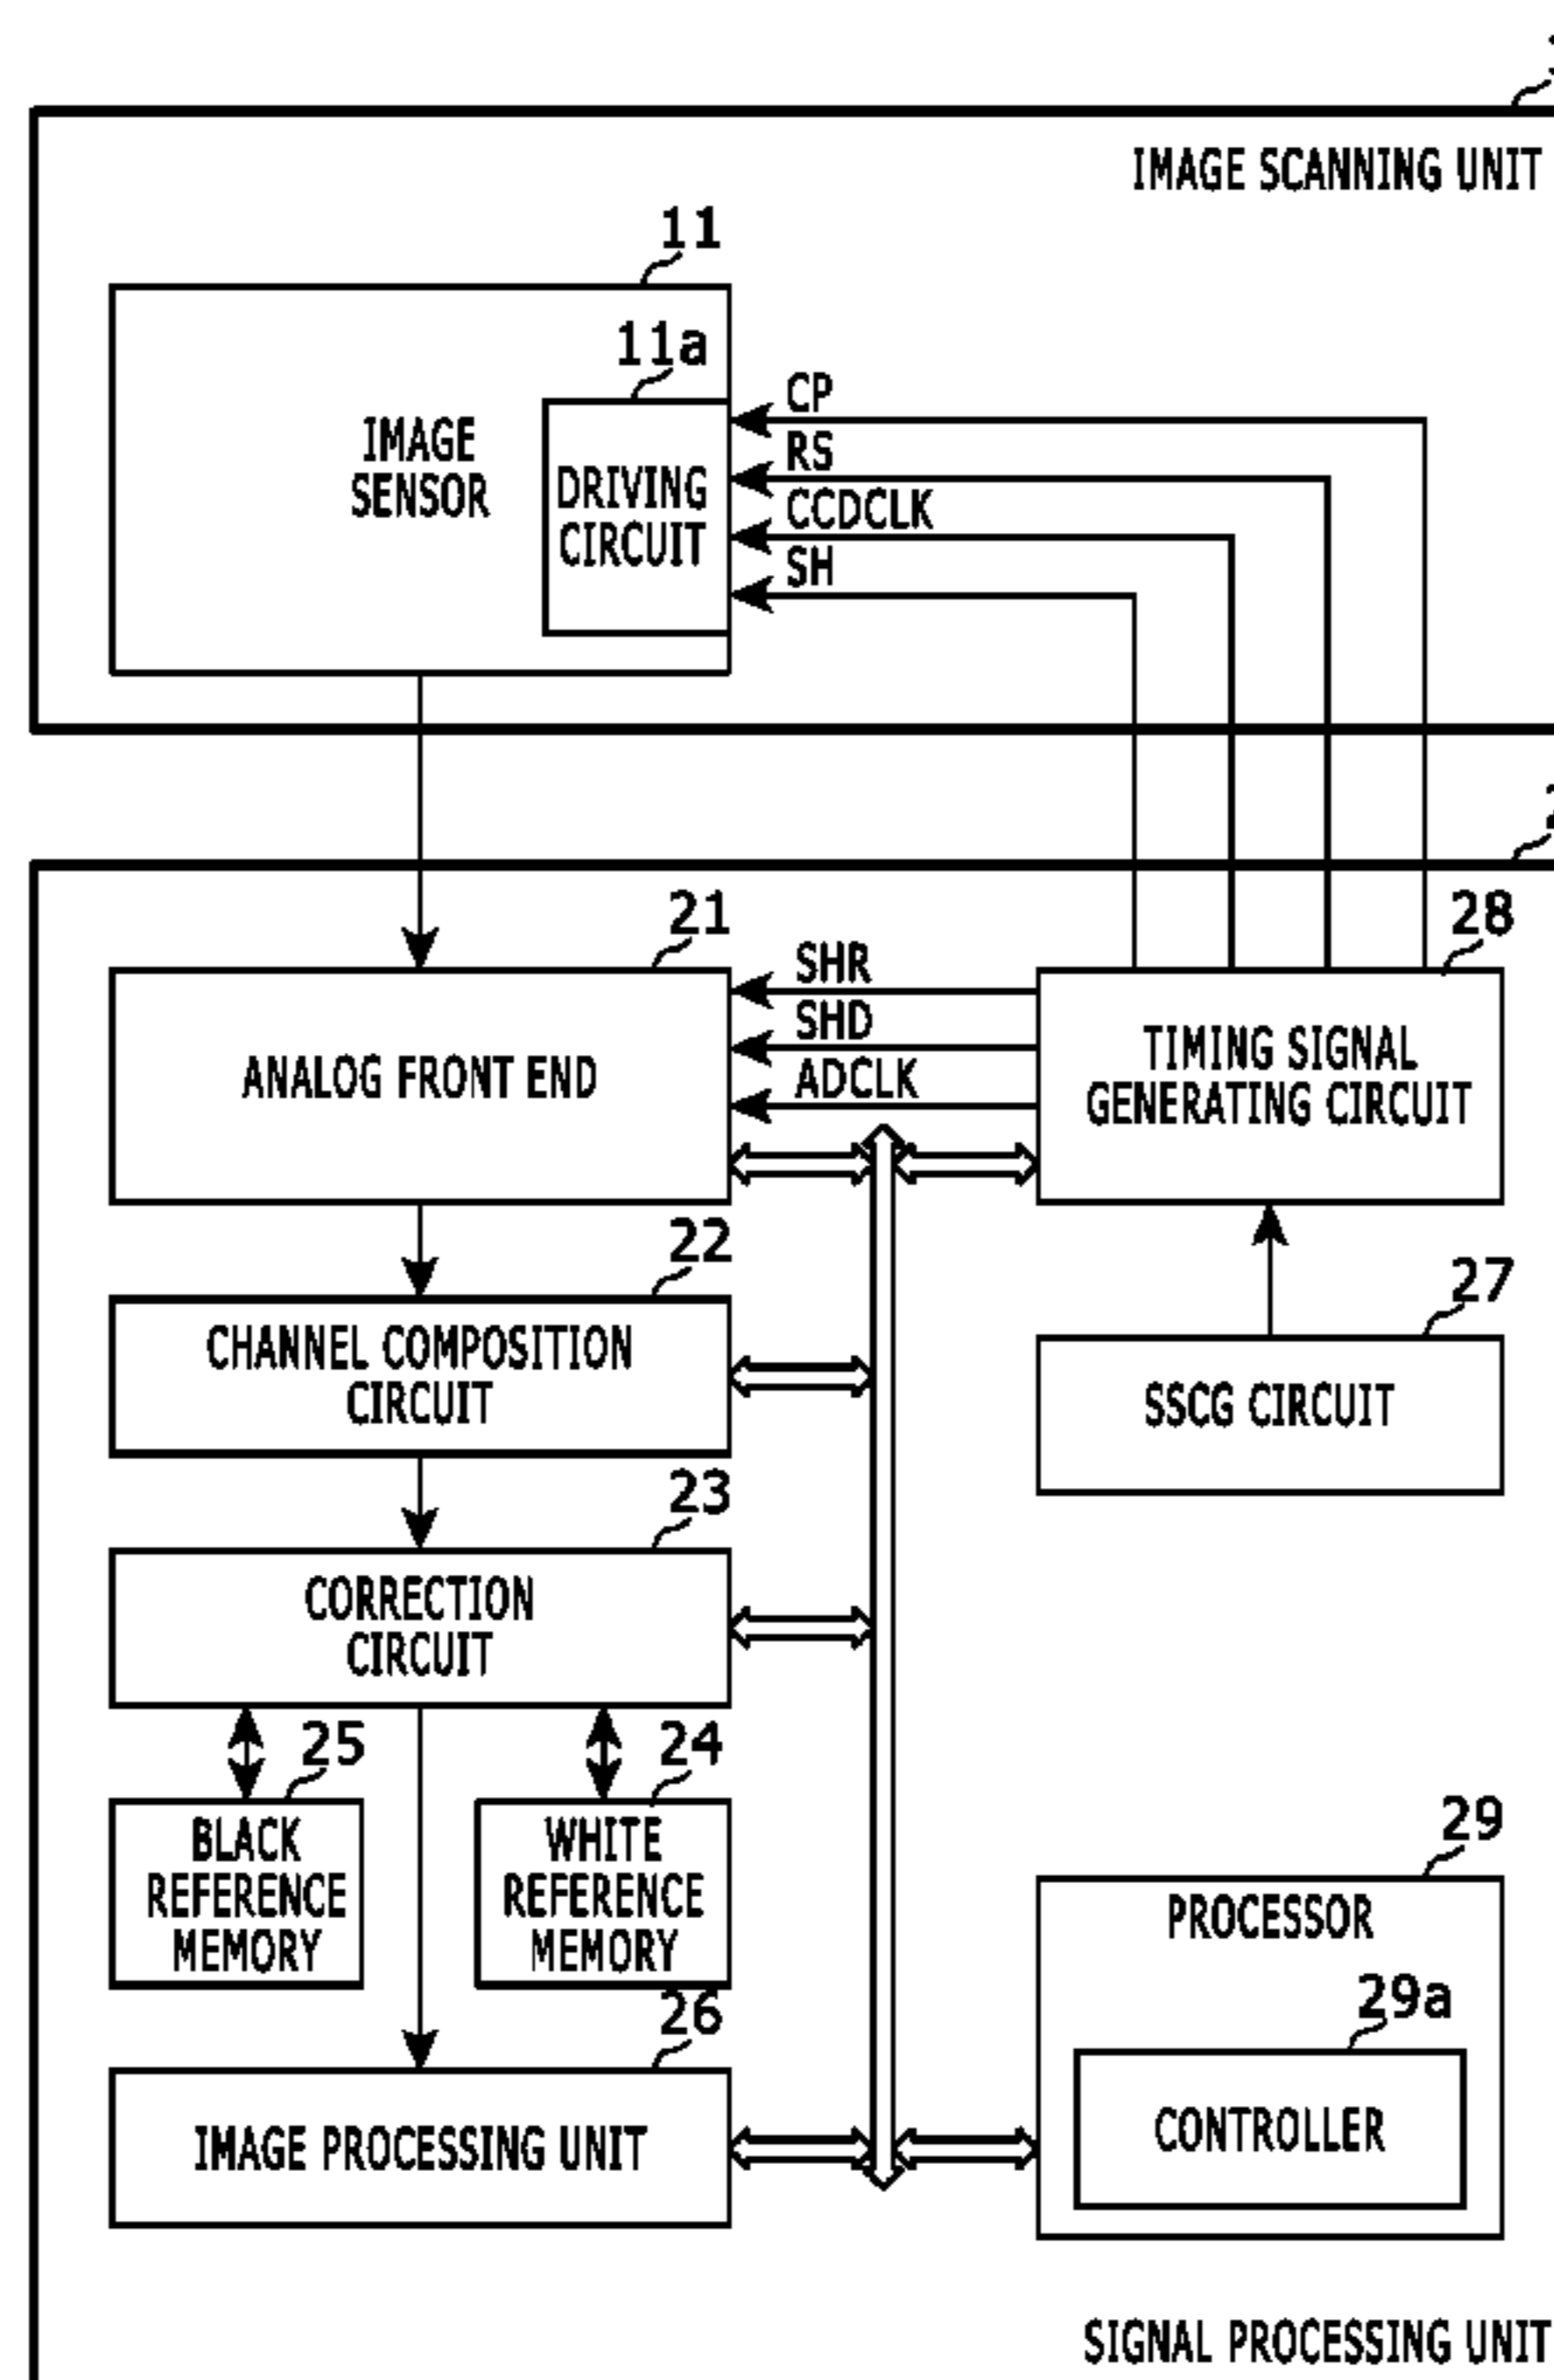 IMAGE SCANNING UNIT
11
11a
IMAGE
SENSOR
DRIVING
CIRCUIT
CP
RS
CCDCLK
SH
21
28
SHR
SHD
ADCLK
ANALOG FRONT END
TIMING SIGNAL
GENERATING CIRCUIT
22
27
CHANNEL COMPOSITION
CIRCUIT
SSCG CIRCUIT
23
CORRECTION
CIRCUIT
25
24
BLACK
REFERENCE
MEMORY
WHITE
REFERENCE
MEMORY
29
PROCESSOR
26
29a
IMAGE PROCESSING UNIT
CONTROLLER
SIGNAL PROCESSING UNIT